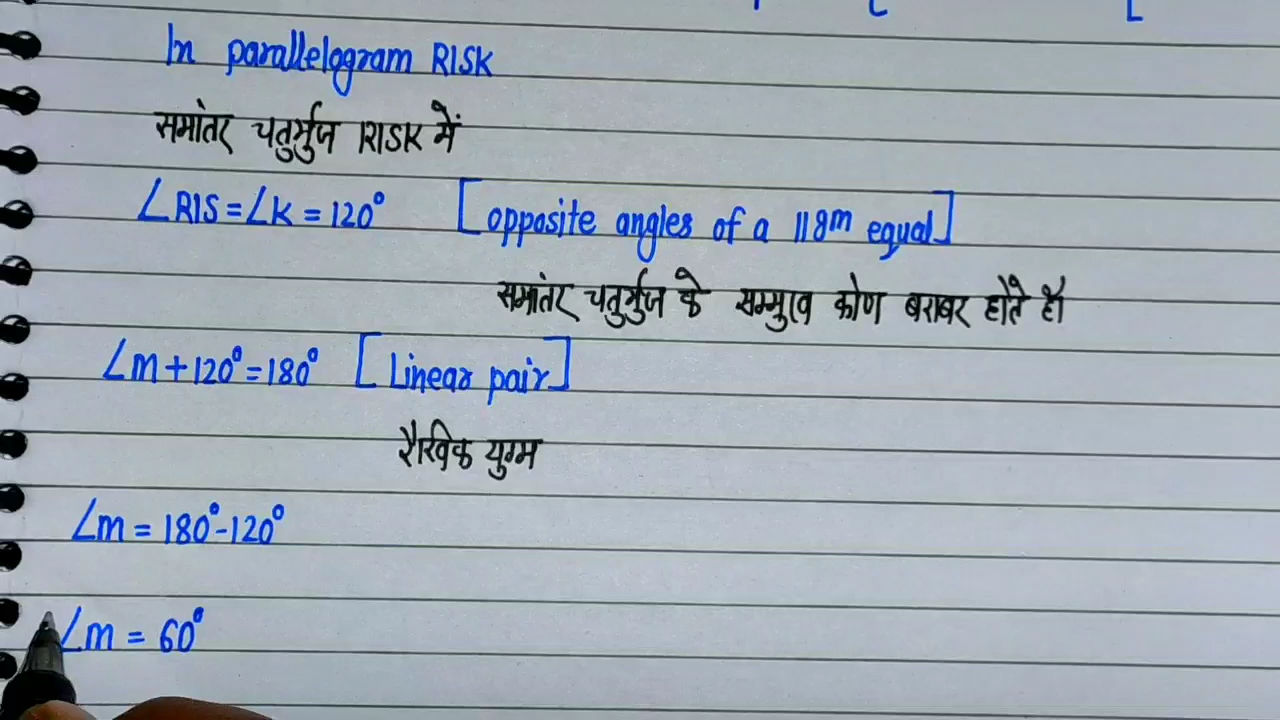 In parallelogram RISK
समांतर चतुर्भुज RISK में
∠RIS = ∠K = 120° [opposite angles of a ||gm equal]
समांतर चतुर्भुज के सम्मुख कोण बराबर होते हैं
∠m + 120° = 180° [Linear pair]
रैखिक युग्म
∠m = 180° - 120°
∠m = 60°